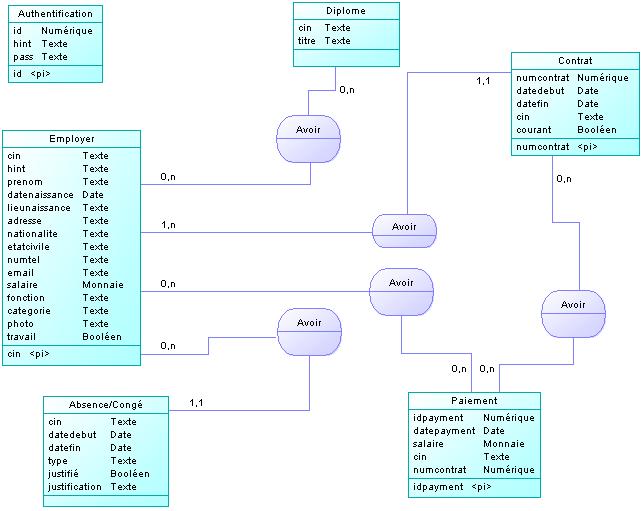 Authentification
id Numérique
hint Texte
pass Texte
id <pi>
Diplome
cin Texte
titre Texte
0,n
Avoir
Contrat
numcontrat Numérique
datedebut Date
datefin Date
cin Texte
courant Booléen
numcontrat <pi>
1,1
Employer
cin Texte
hint Texte
prenom Texte
datenaissance Date
lieunaissance Texte
adresse Texte
nationalite Texte
etatcivile Texte
numtel Texte
email Texte
salaire Monnaie
fonction Texte
categorie Texte
photo Texte
travail Booléen
cin <pi>
0,n
1,n
Avoir
0,n
0,n
Avoir
Avoir
Avoir
0,n
Absence/Congé
cin Texte
datedebut Date
datefin Date
type Texte
justifié Booléen
justification Texte
1,1
0,n
0,n
Paiement
idpayment Numérique
datepayment Date
salaire Monnaie
cin Texte
numcontrat Numérique
idpayment <pi>